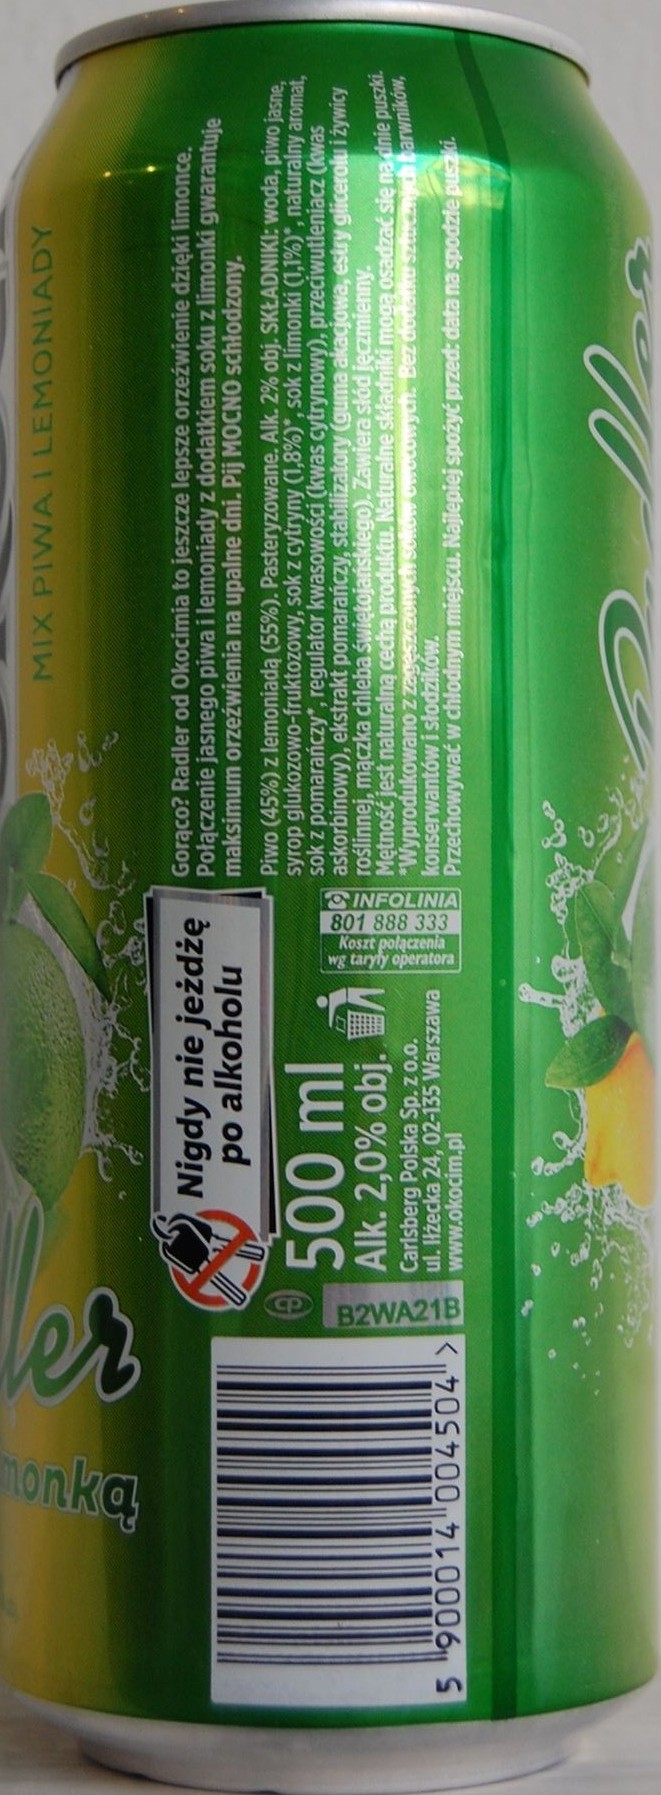 MIX PIWA I LEMONIADY
Gorąco? Radler od Okocimia to jeszcze lepsze orzeźwienie dzięki limonce.
Połączenie jasnego piwa i lemoniady z dodatkiem soku z limonki gwarantuje
maksimum orzeźwienia na upalne dni. Pij MOCNO schłodzony.
Piwo (45%) z lemoniadą (55%). Pasteryzowane. Alk. 2% obj. SKŁADNIKI: woda, piwo jasne,
syrop glukozowo-fruktozowy, sok z cytryny (1,8%)*, sok z limonki (1,1%)*, naturalny aromat,
sok z pomarańczy*, regulator kwasowości (kwas cytrynowy), przeciwutleniacz (kwas
askorbinowy), ekstrakt pomarańczy, stabilizatory (guma akacjowa, estry glicerolu i żywicy
roślinnej, mączka chleba świętojańskiego). Zawiera słód jęczmienny.
Mętność jest naturalną cechą produktu. Naturalne składniki mogą osadzać się na dnie puszki.
*Wyprodukowano z zagęszczonych soków owocowych. Bez dodatku sztucznych barwników,
konserwantów i słodzików.
Przechowywać w chłodnym miejscu. Najlepiej spożyć przed: data na spodzie puszki.
Nigdy nie jeżdżę
po alkoholu
INFOLINIA
801 888 333
Koszt połączenia
wg taryfy operatora
500 ml
Alk. 2,0% obj.
Carlsberg Polska Sp. z o.o.
ul. Iłżecka 24, 02-135 Warszawa
www.okocim.pl
B2WA21B
5 900014 004504 >
ller
monką